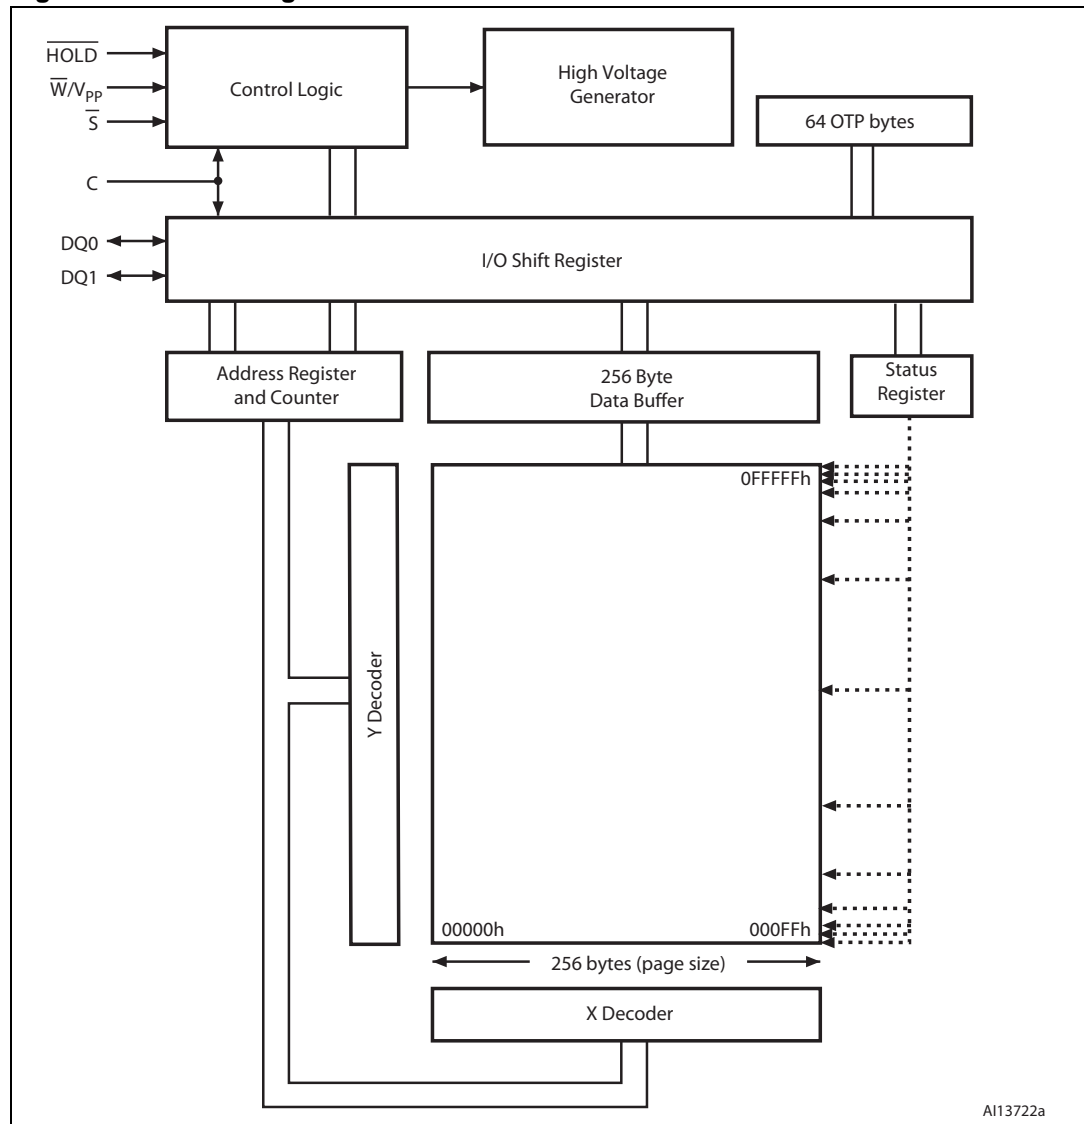 HOLD
W/VPP
S
C
DQ0
DQ1
Control Logic
High Voltage
Generator
64 OTP bytes
I/O Shift Register
Address Register
and Counter
256 Byte
Data Buffer
Status
Register
0FFFFFh
Y Decoder
00000h
000FFh
256 bytes (page size)
X Decoder
AI13722a